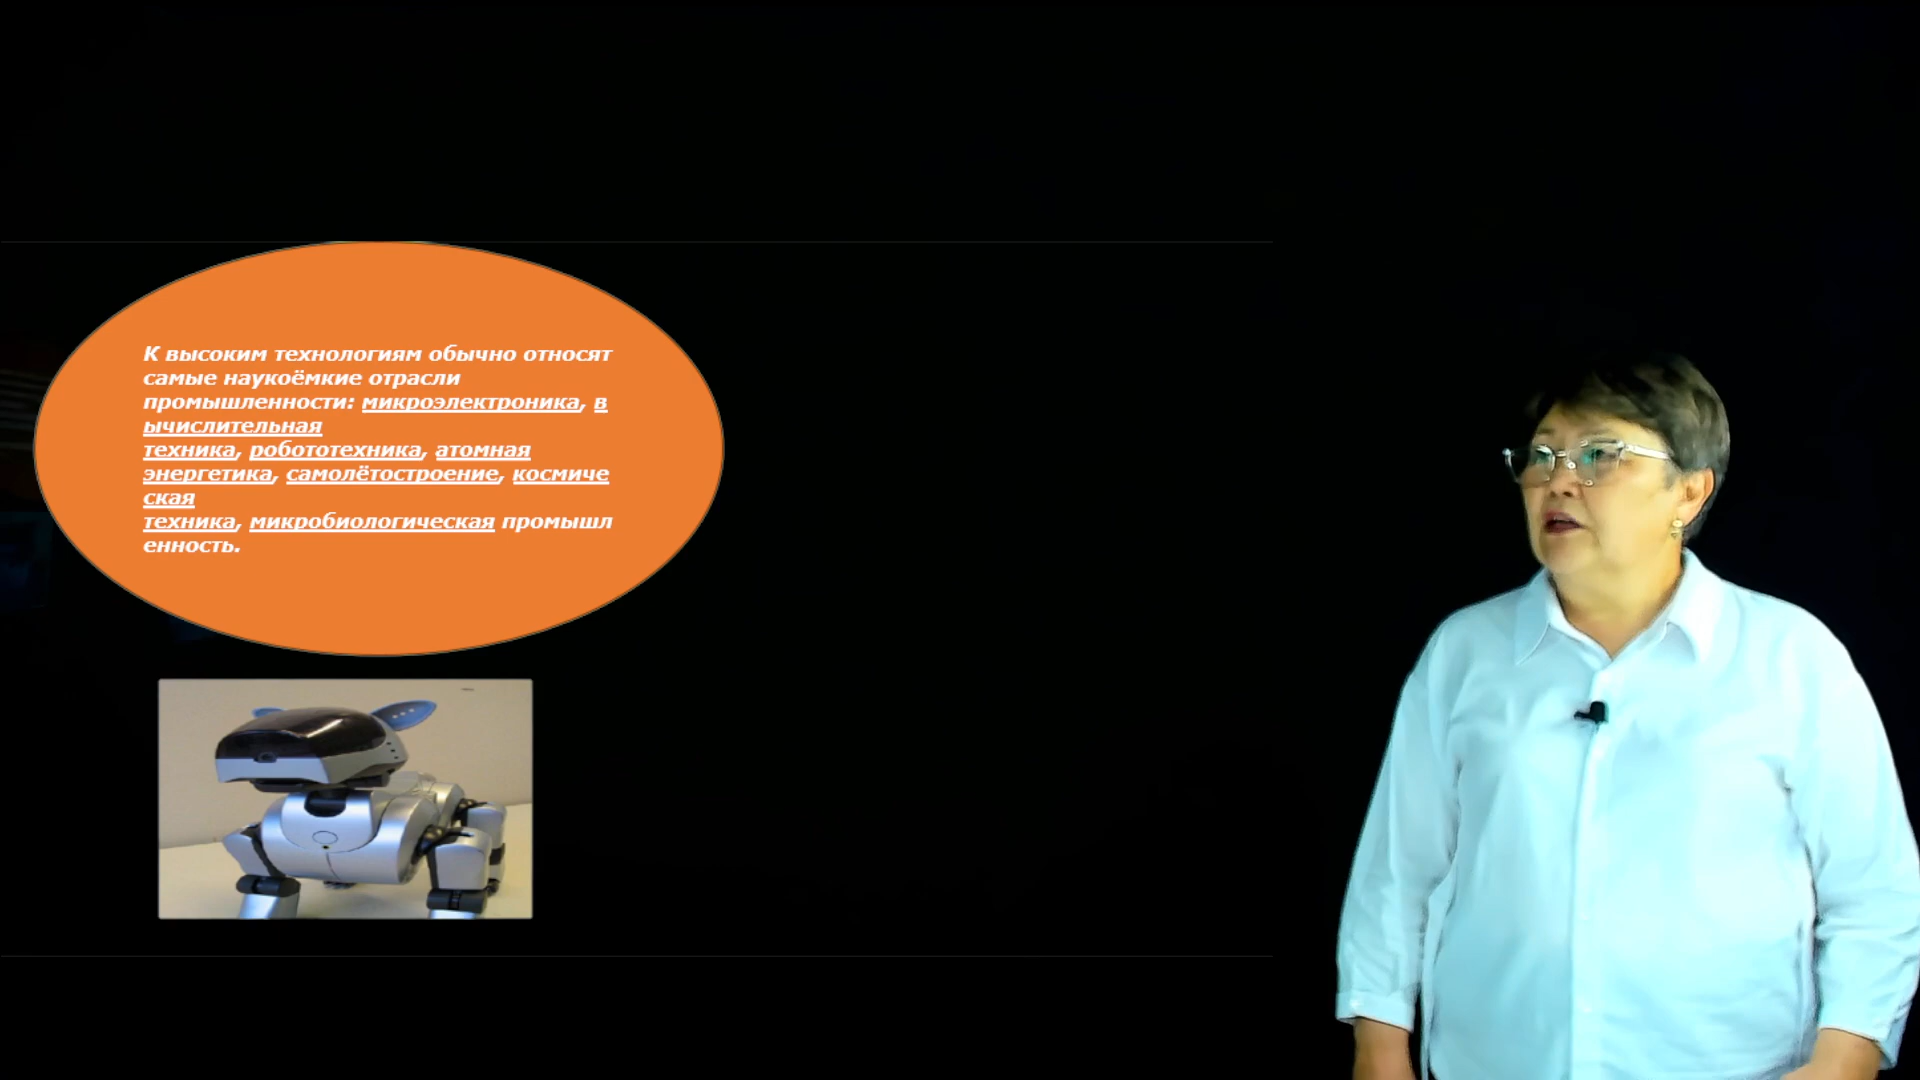 К высоким технологиям обычно относят
самые наукоёмкие отрасли
промышленности: микроэлектроника, в
ычислительная
техника, робототехника, атомная
энергетика, самолётостроение, космиче
ская
техника, микробиологическая промышл
енность.